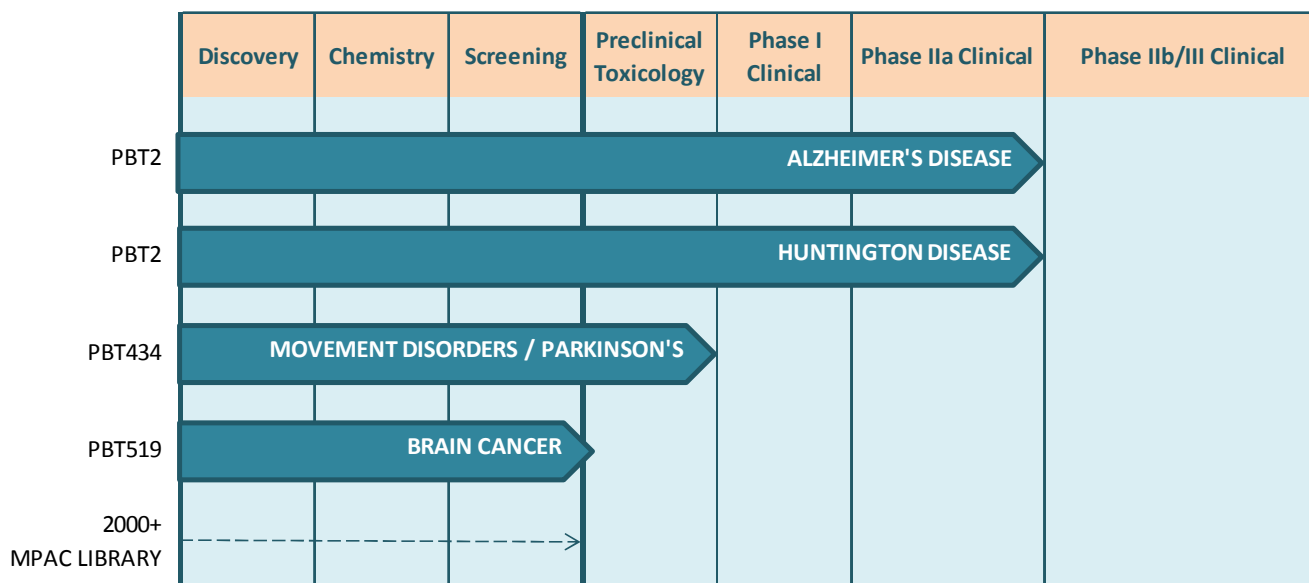 Discovery
Chemistry
Screening
Preclinical
Toxicology
Phase I
Clinical
Phase IIa Clinical
Phase IIb/III Clinical
PBT2
ALZHEIMER'S DISEASE
PBT2
HUNTINGTON DISEASE
PBT434
MOVEMENT DISORDERS / PARKINSON'S
PBT519
BRAIN CANCER
2000+
MPAC LIBRARY